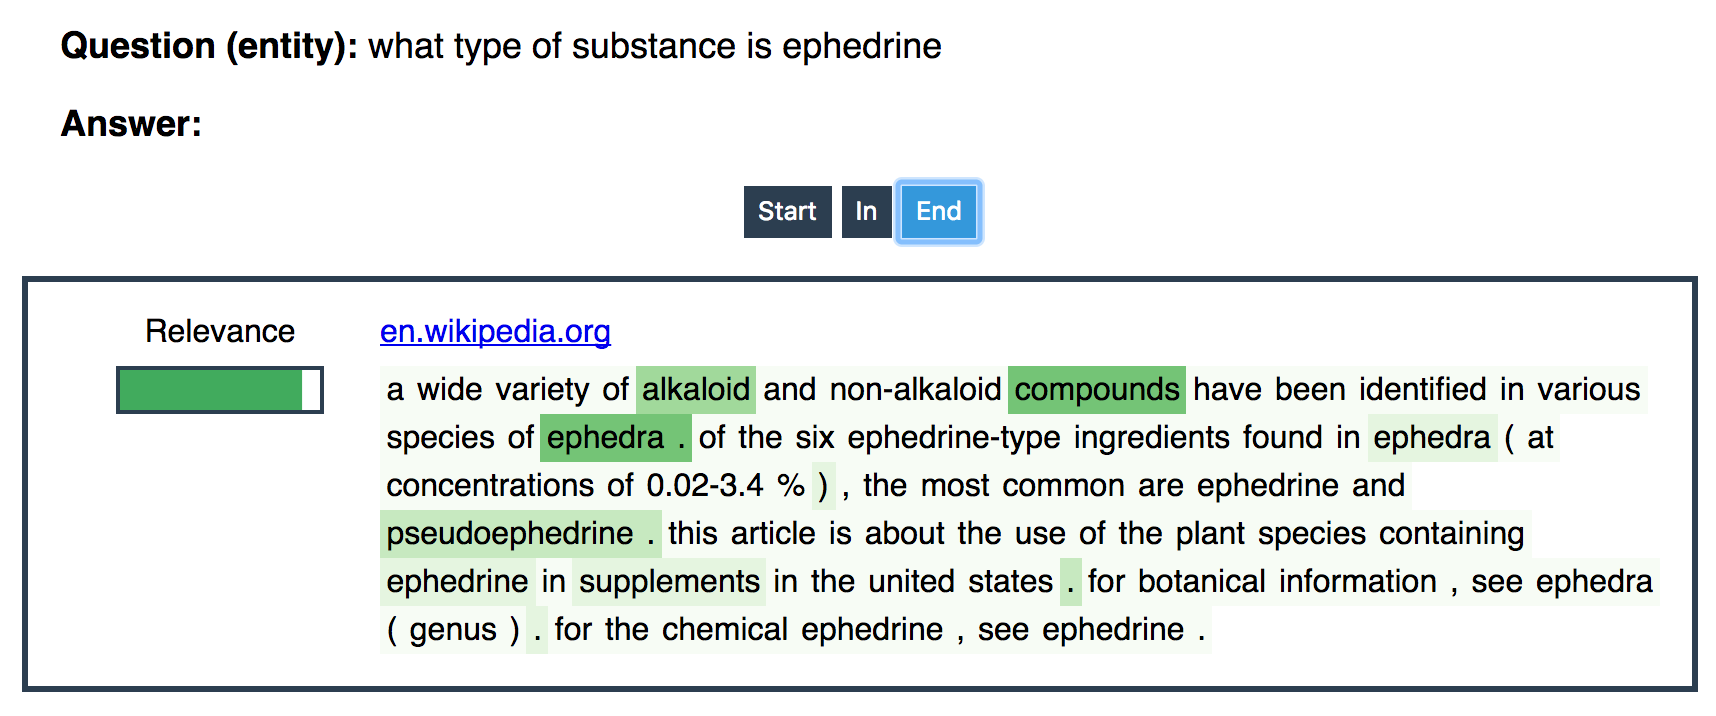 Question (entity): what type of substance is ephedrine
Answer:
Start In End
Relevance
en.wikipedia.org
a wide variety of alkaloid and non-alkaloid compounds have been identified in various
species of ephedra . of the six ephedrine-type ingredients found in ephedra ( at
concentrations of 0.02-3.4 % ) , the most common are ephedrine and
pseudoephedrine . this article is about the use of the plant species containing
ephedrine in supplements in the united states . for botanical information , see ephedra
( genus ) . for the chemical ephedrine , see ephedrine .